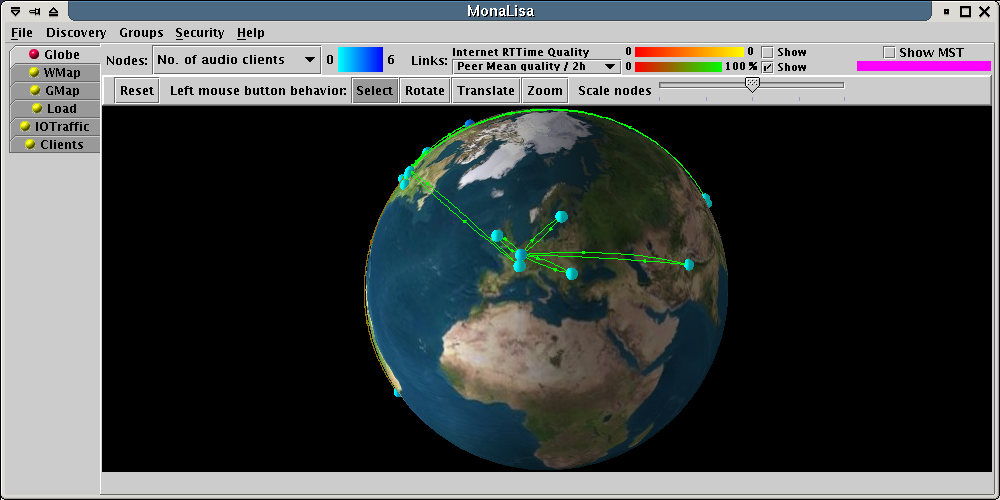 MonaLisa
File Discovery Groups Security Help
Globe
WMap
GMap
Load
IOTraffic
Clients
Nodes: No. of audio clients 0 6 Links:
Internet RTTime Quality 0 0 Show
Peer Mean quality / 2h 0 100 % Show
Show MST
Reset Left mouse button behavior: Select Rotate Translate Zoom Scale nodes